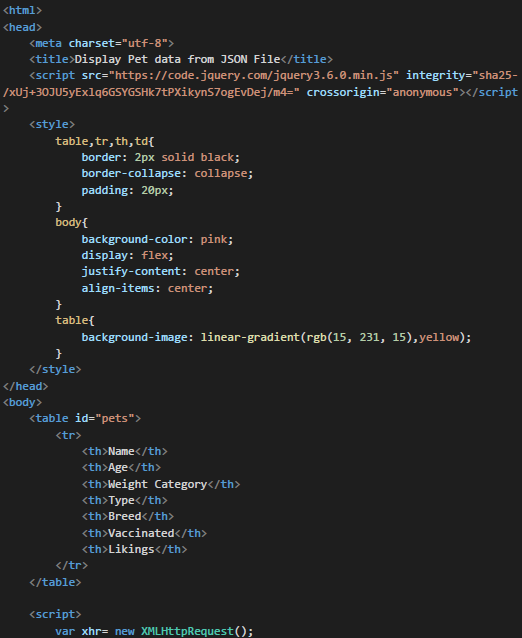 <html>
<head>
    <meta charset="utf-8">
    <title>Display Pet data from JSON File</title>
    <script src="https://code.jquery.com/jquery3.6.0.min.js" integrity="sha25-
/xUj+3OJU5yExlq6GSYGSHk7tPXikynS7ogEvDej/m4=" crossorigin="anonymous"></script
>
    <style>
        table,tr,th,td{
            border: 2px solid black;
            border-collapse: collapse;
            padding: 20px;
        }
        body{
            background-color: pink;
            display: flex;
            justify-content: center;
            align-items: center;
        }
        table{
            background-image: linear-gradient(rgb(15, 231, 15),yellow);
        }
    </style>
</head>
<body>
    <table id="pets">
        <tr>
            <th>Name</th>
            <th>Age</th>
            <th>Weight Category</th>
            <th>Type</th>
            <th>Breed</th>
            <th>Vaccinated</th>
            <th>Likings</th>
        </tr>
    </table>

    <script>
        var xhr= new XMLHttpRequest();